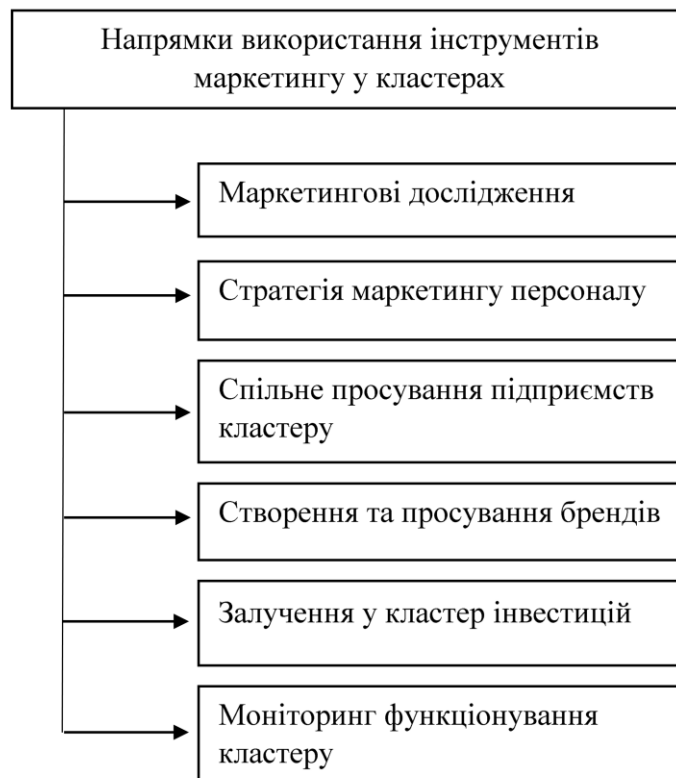 Напрямки використання інструментів
маркетингу у кластерах
Маркетингові дослідження
Стратегія маркетингу персоналу
Спільне просування підприємств
кластеру
Створення та просування брендів
Залучення у кластер інвестицій
Моніторинг функціонування
кластеру